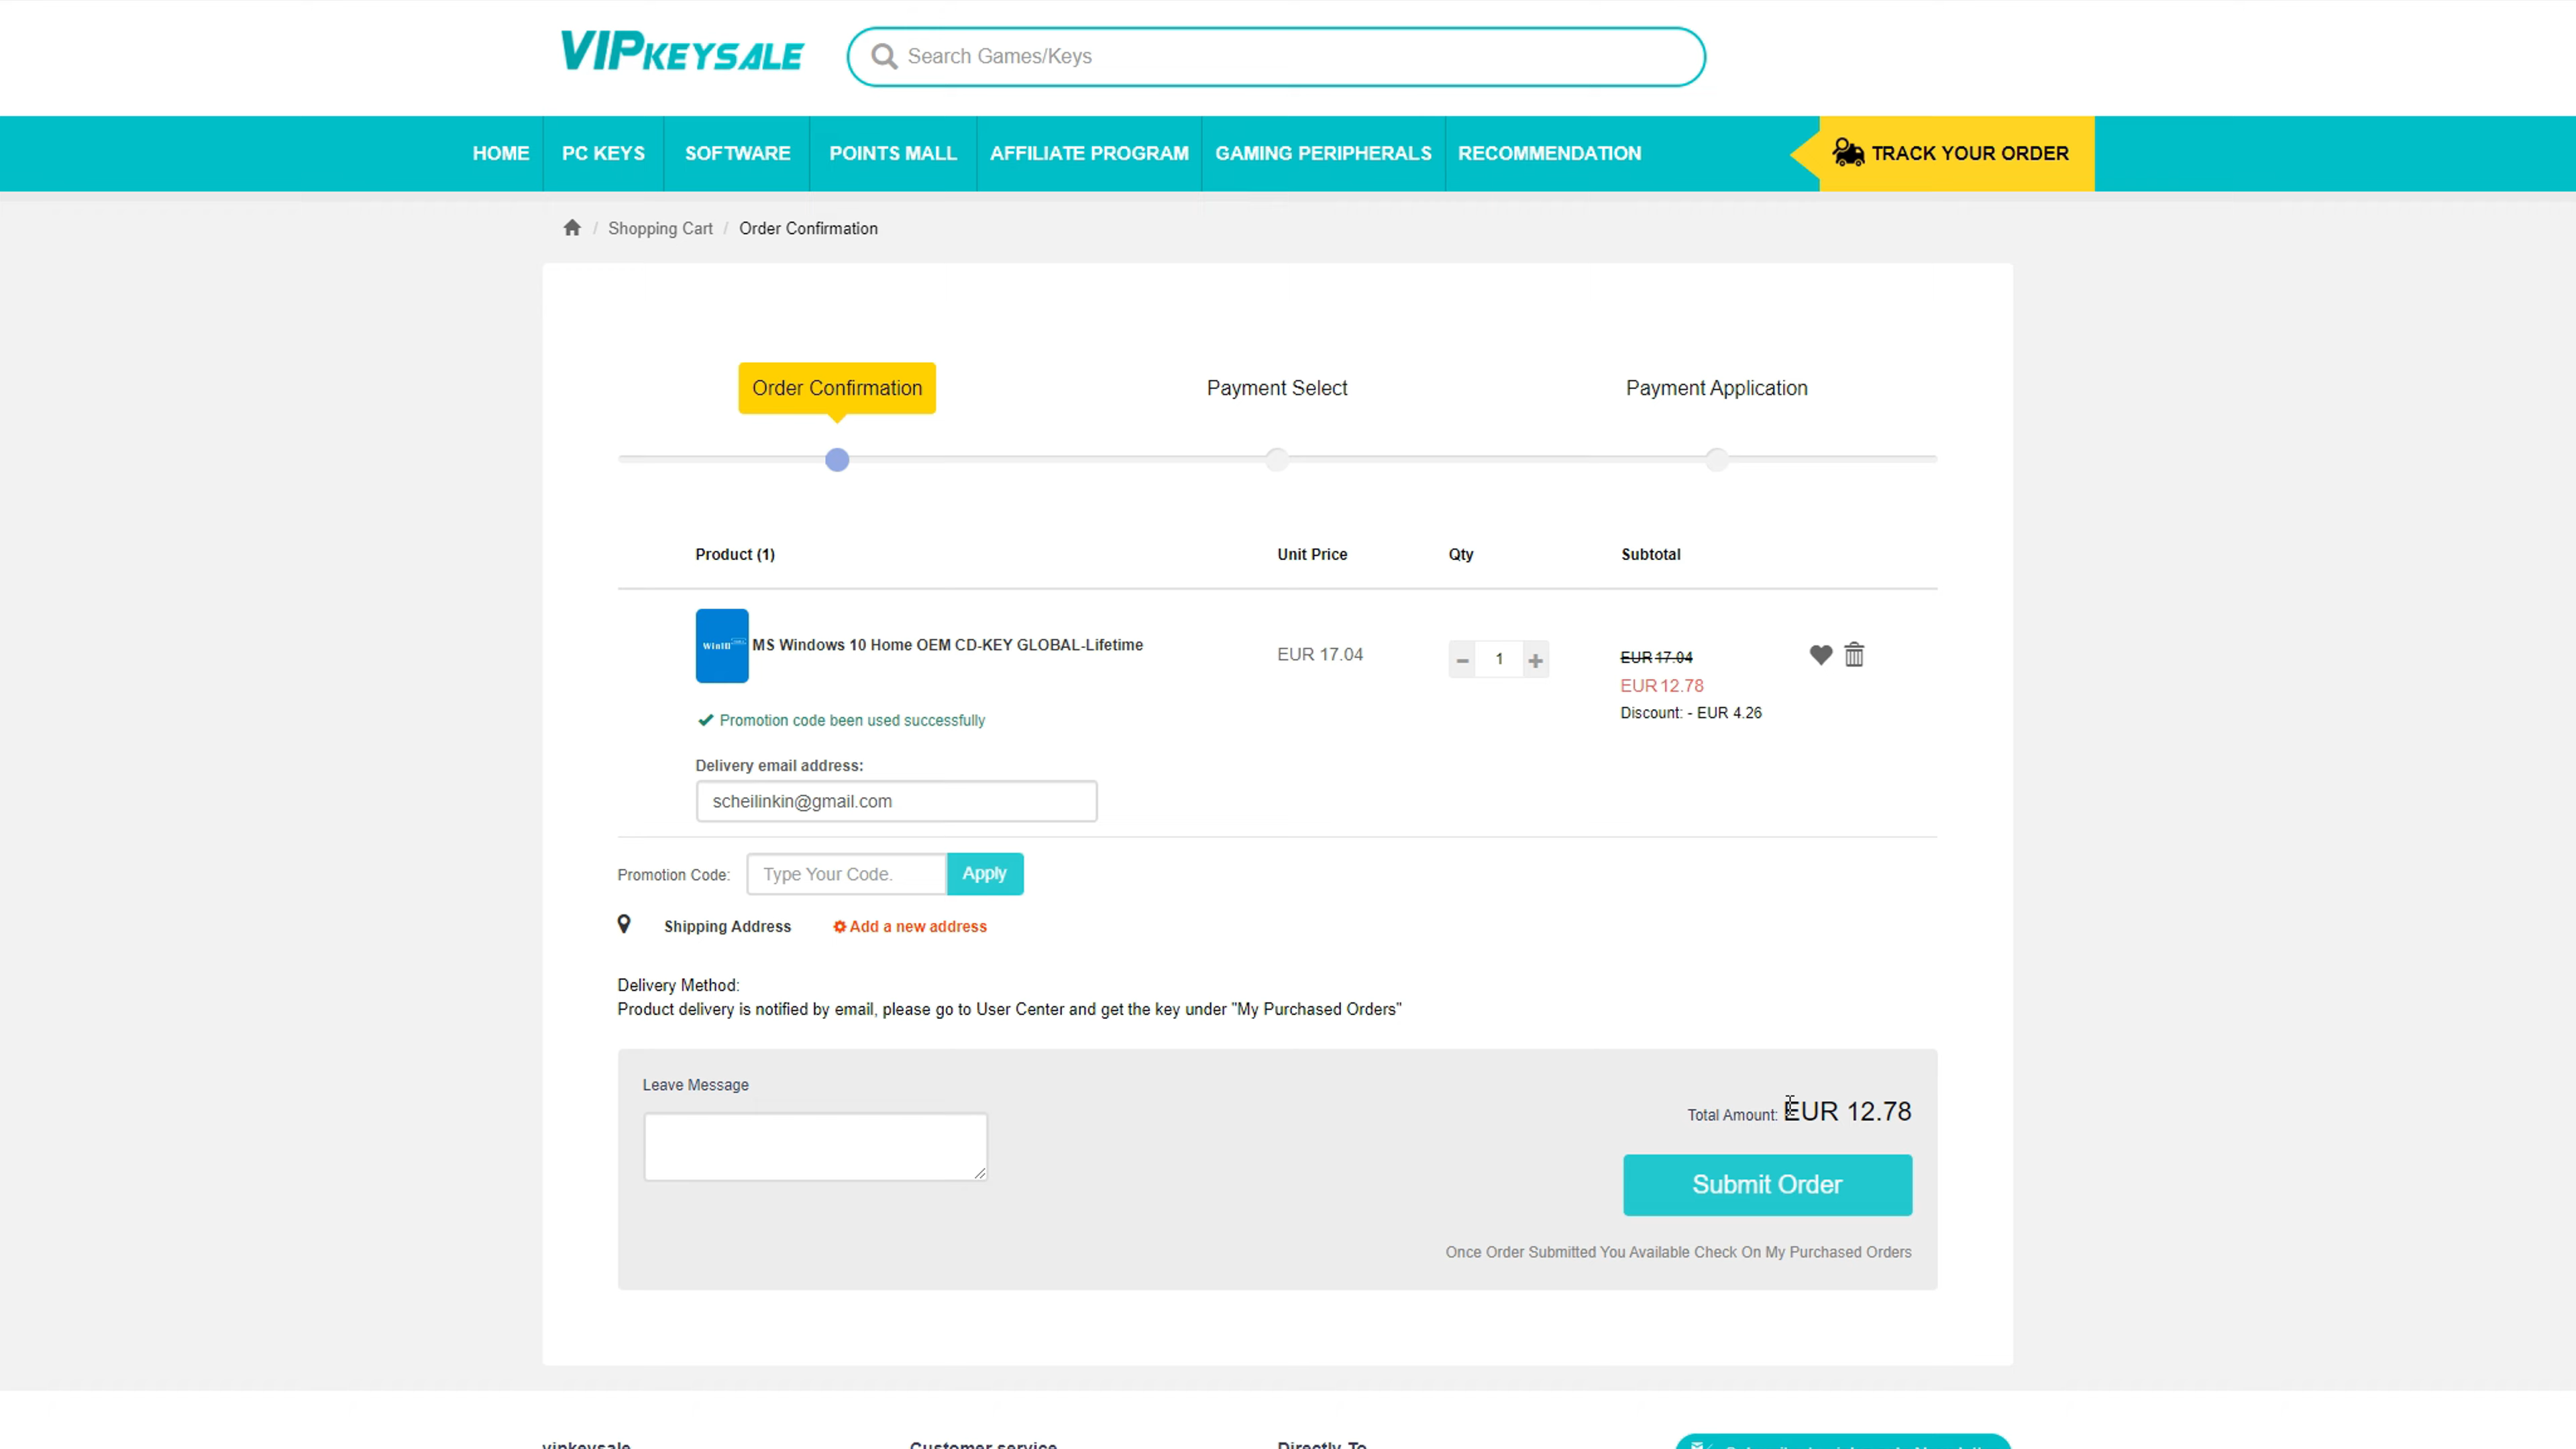 VIPKEYSALE
Search Games/Keys
HOME PC KEYS SOFTWARE POINTS MALL AFFILIATE PROGRAM GAMING PERIPHERALS RECOMMENDATION TRACK YOUR ORDER
/ Shopping Cart / Order Confirmation
Order Confirmation Payment Select Payment Application
Product (1) Unit Price Qty Subtotal
Win10 MS Windows 10 Home OEM CD-KEY GLOBAL-Lifetime EUR 17.04 - 1 + EUR 17.04
EUR 12.78
Discount: - EUR 4.26
Promotion code been used successfully
Delivery email address:
scheilinkin@gmail.com
Promotion Code: Type Your Code. Apply
Shipping Address Add a new address
Delivery Method:
Product delivery is notified by email, please go to User Center and get the key under "My Purchased Orders"
Leave Message
Total Amount: EUR 12.78
Submit Order
Once Order Submitted You Available Check On My Purchased Orders
vipkeysale Customer service Directly To